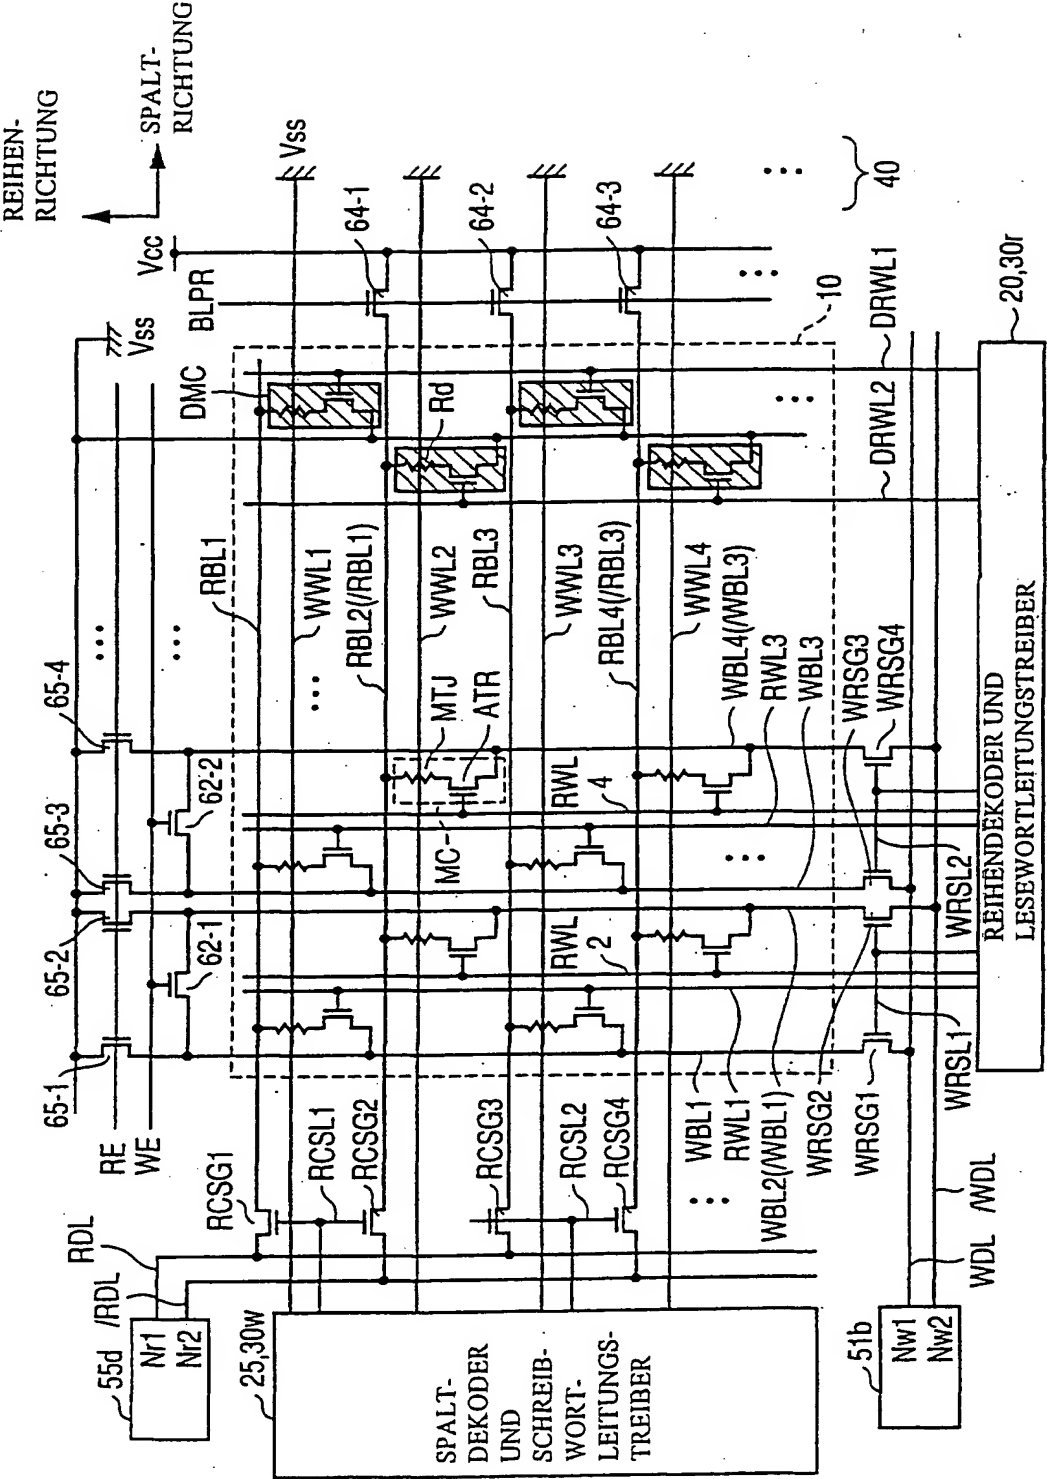 REIHEN-
RICHTUNG
SPALT-
RICHTUNG
Vcc
BLPR
Vss
Vss
64-1
64-2
64-3
40
DMC
Rd
10
DRWL1
DRWL2
20,30r
REIHENDEKODER UND
LESEWORTLEITUNGSTREIBER
65-4
65-3
65-2
65-1
62-2
62-1
RE
WE
RBL1
WWL1
RBL2(/RBL1)
WWL2
RBL3
WWL3
RBL4(/RBL3)
WWL4
MTJ
ATR
MC
RWL
4
RWL
2
WBL4(/WBL3)
RWL3
WBL3
WRSG3
WRSG4
WRSL2
WBL1
RWL1
WBL2(/WBL1)
WRSG2
WRSG1
WRSL1
RCSG1
RCSL1
RCSG2
RCSG3
RCSL2
RCSG4
RDL
/RDL
55d
Nr1
Nr2
25,30w
SPALT-
DEKODER
UND
SCHREIB-
WORT-
LEITUNGS-
TREIBER
WDL
/WDL
51b
Nw1
Nw2